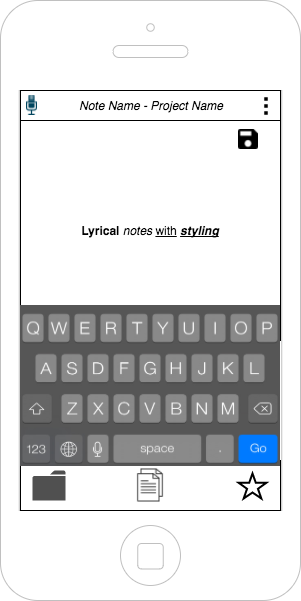 Note Name - Project Name
Lyrical notes with styling
Q W E R T Y U I O P
A S D F G H J K L
Z X C V B N M
123 space . Go